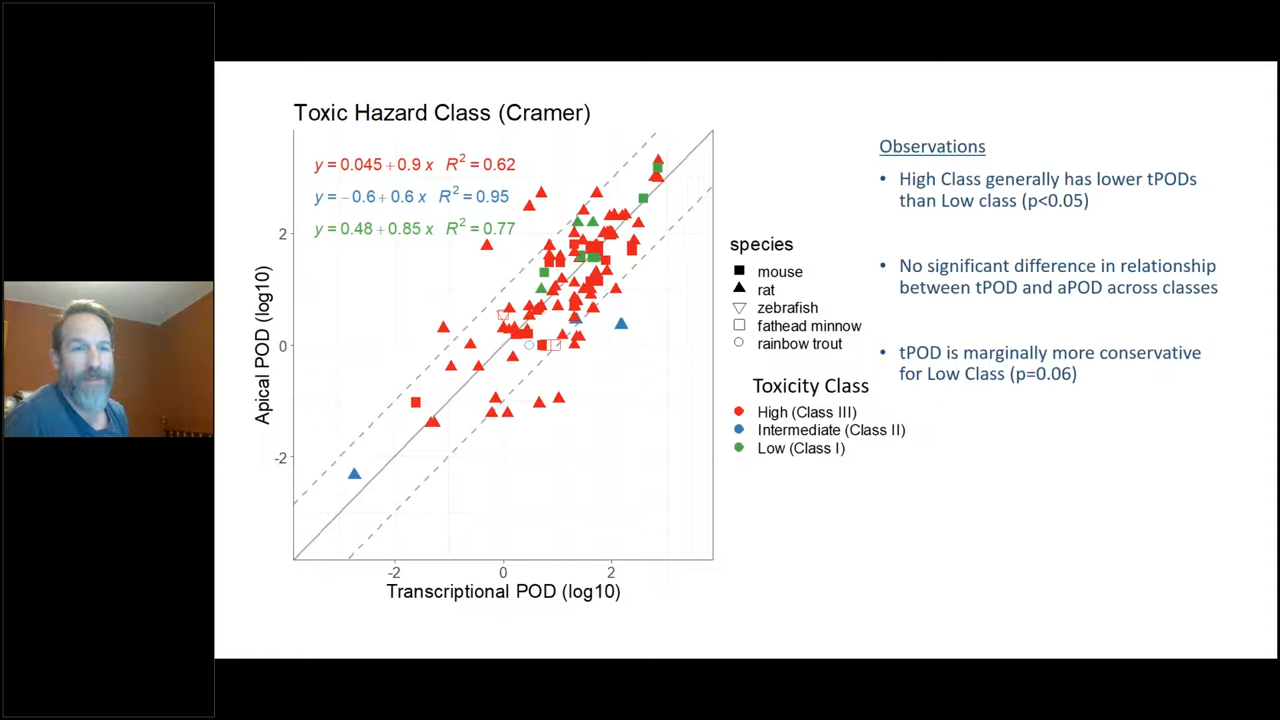 Toxic Hazard Class (Cramer)
y = 0.045 + 0.9 x R² = 0.62
y = − 0.6 + 0.6 x R² = 0.95
y = 0.48 + 0.85 x R² = 0.77
2
0
-2
Apical POD (log10)
-2 0 2
Transcriptional POD (log10)
species
mouse
rat
zebrafish
fathead minnow
rainbow trout
Toxicity Class
High (Class III)
Intermediate (Class II)
Low (Class I)
Observations
• High Class generally has lower tPODs
than Low class (p<0.05)
• No significant difference in relationship
between tPOD and aPOD across classes
• tPOD is marginally more conservative
for Low Class (p=0.06)